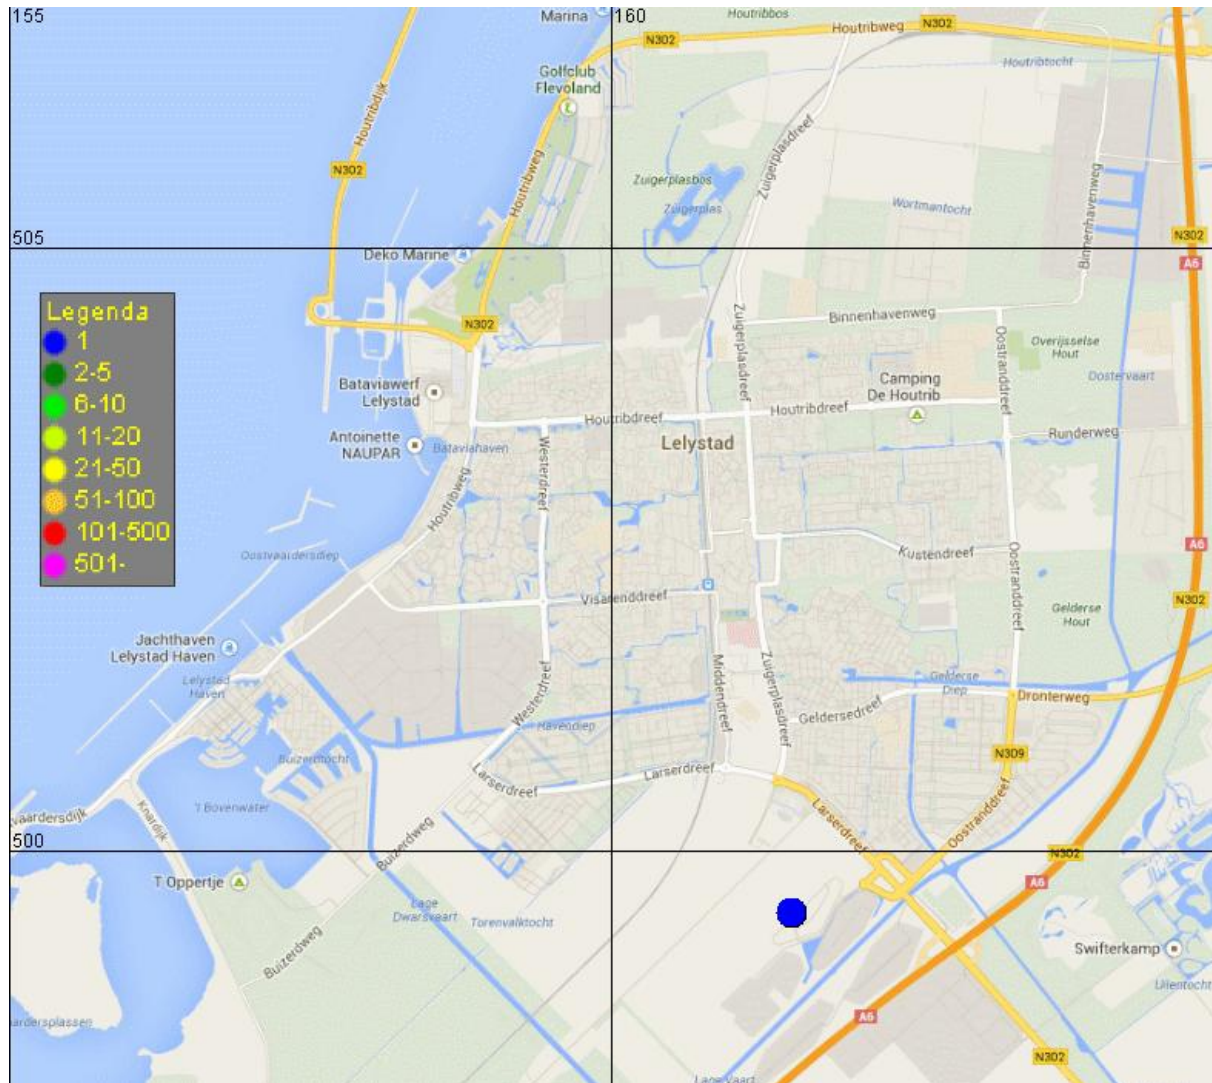 155
160
Marina
Houtribbos
Houtribweg
N302
N302
N302
Houtribtocht
Golfclub
Flevoland
Houtribdijk
N302
Houtribweg
Zuigerplasdreef
Zuigerplasbos
Zuigerplas
Wortmantocht
Binnenhavenweg
505
N302
A6
Deko Marine
Legenda
1
2-5
6-10
11-20
21-50
51-100
101-500
501-
N302
Zuigerplasdreef
Binnenhavenweg
Oostranddreef
Overijsselse
Hout
Oostervaart
Bataviawerf
Lelystad
Camping
De Houtrib
Houtribdreef
Houtribdreef
Antoinette
NAUPAR
Bataviahaven
Westerdreef
Lelystad
Runderweg
Houtribweg
Oostvaardersdiep
Kustendreef
Oostranddreef
A6
N302
Visarenddreef
Gelderse
Hout
Jachthaven
Lelystad Haven
Lelystad
Haven
Westerdreef
Middendreef
Zuigerplasdreef
Gelderse
Diep
Dronterweg
Geldersedreef
Havendiep
Buizerdtocht
N309
Larserdreef
Larserdreef
't Bovenwater
vaardersdijk
Knardijk
Buizerdweg
Larserdreef
Oostranddreef
500
N302
A6
T Oppertje
Lage
Dwarsvaart
Torenvalktocht
Buizerdweg
Swifterkamp
Uilentocht
aardersplassen
A6
N302
Lage Vaart